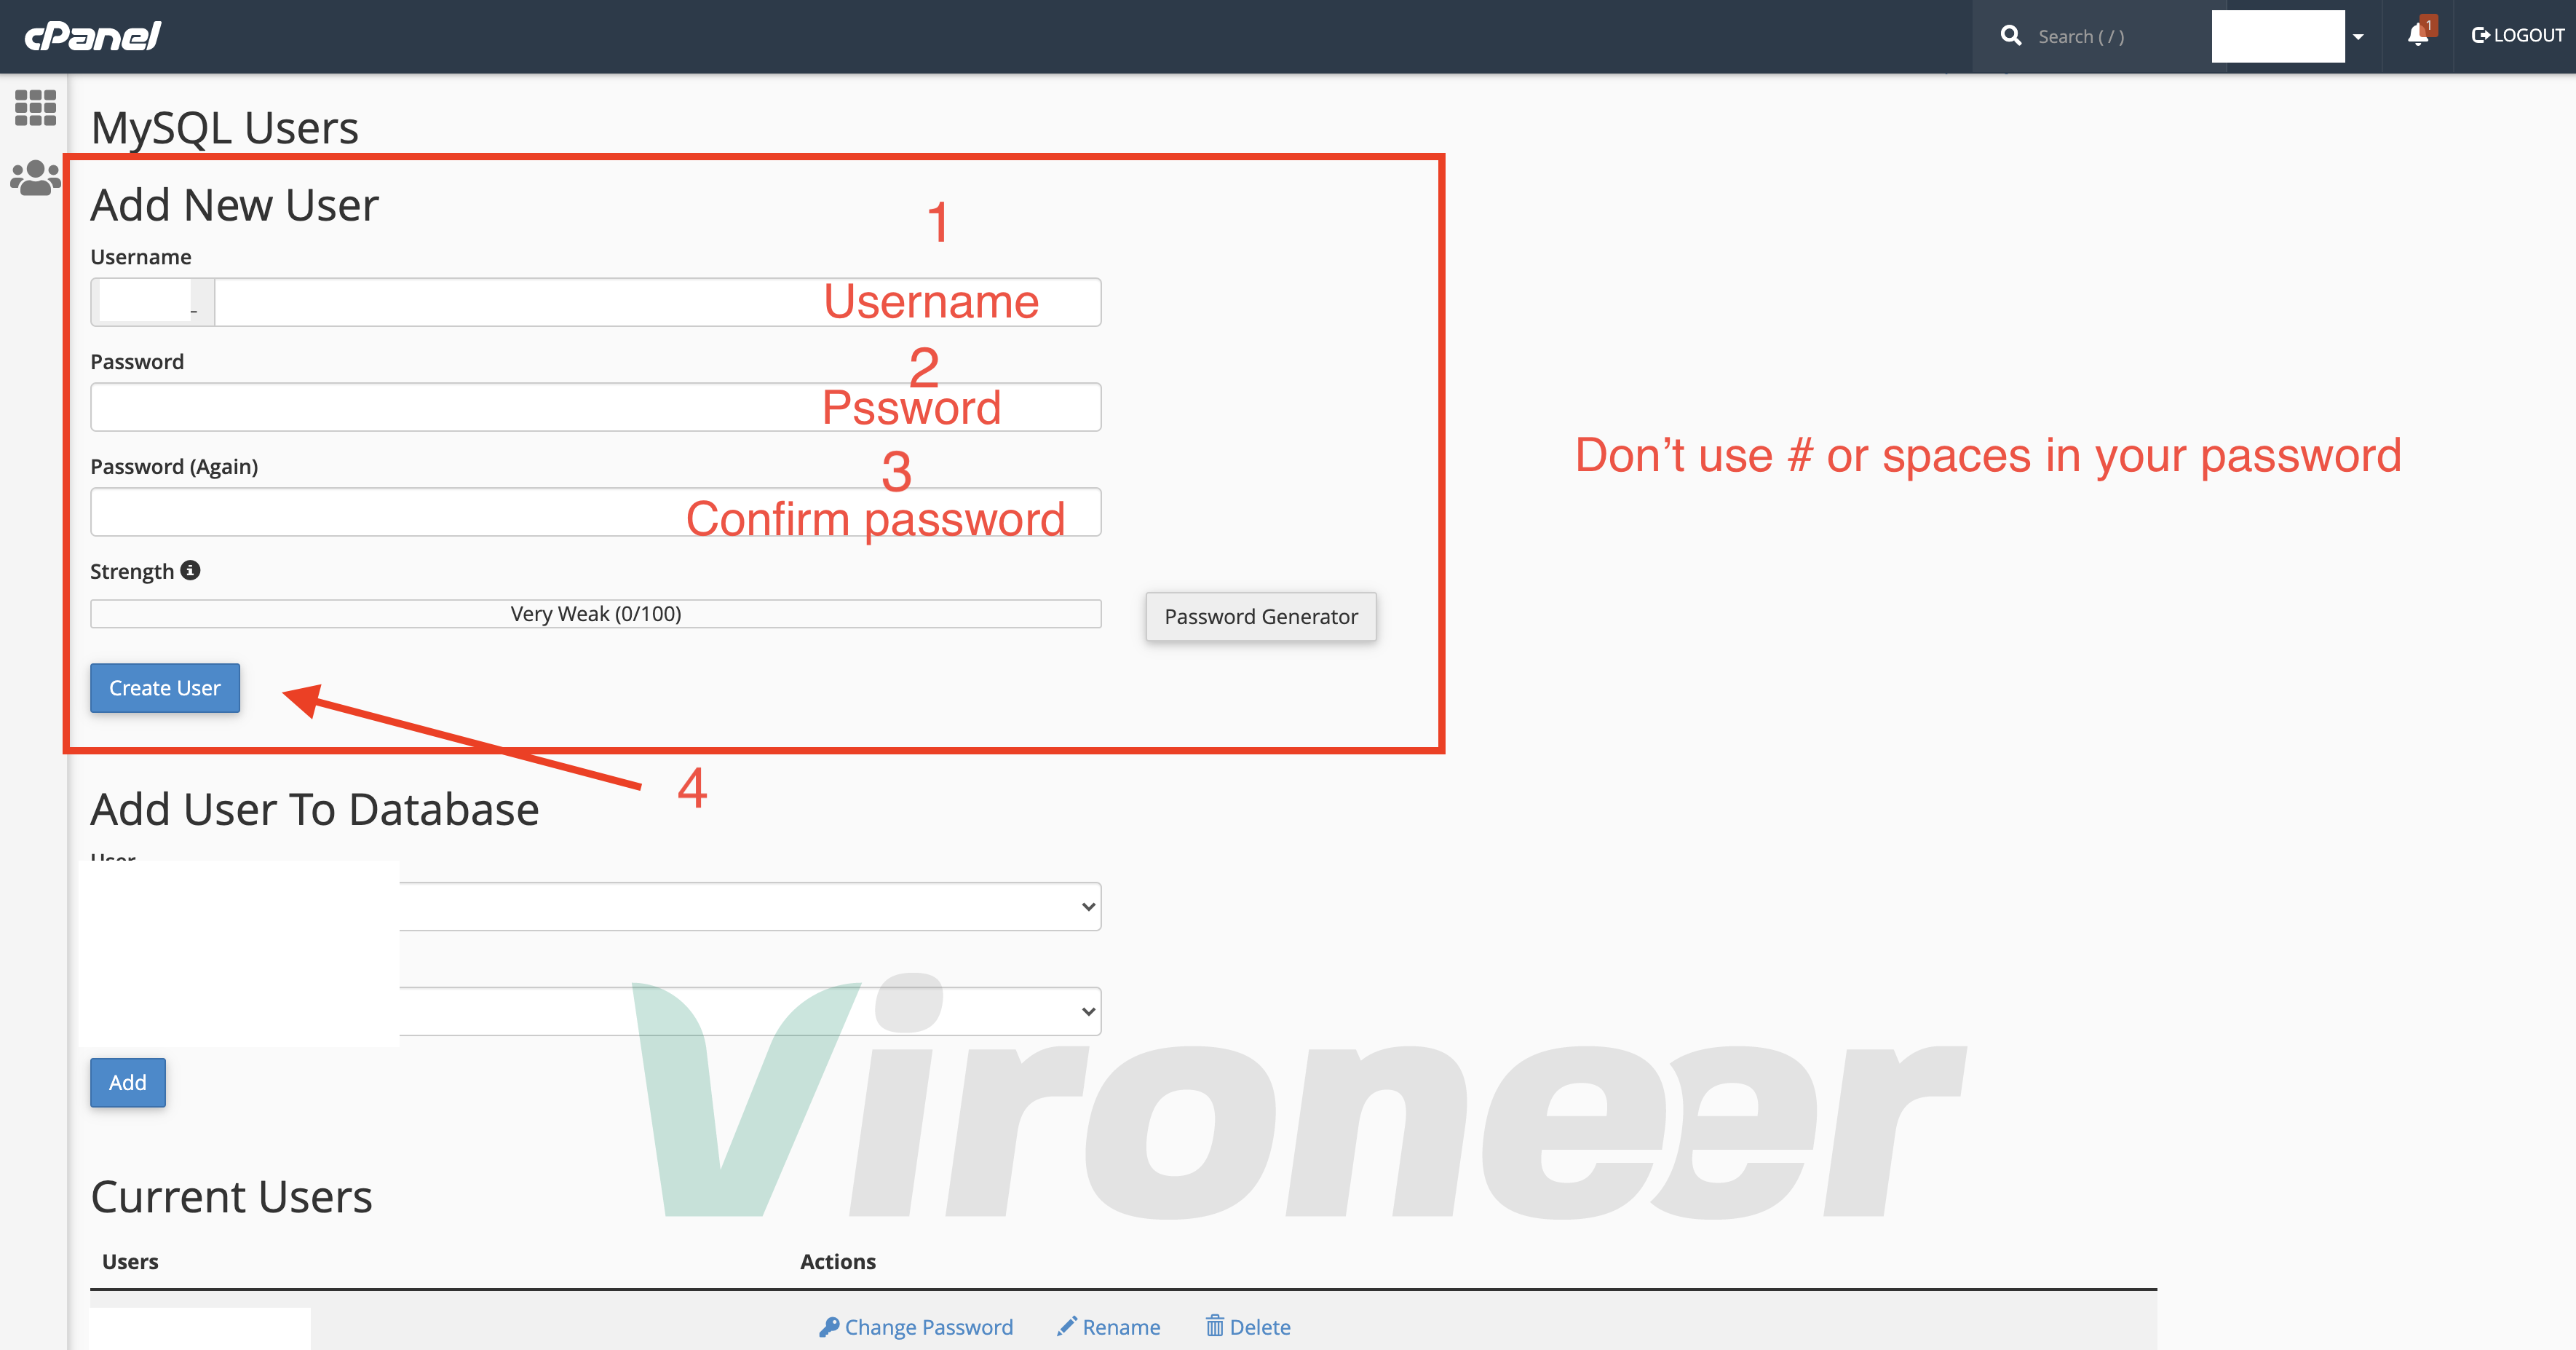 cPanel
Search ( / )
1
LOGOUT
MySQL Users
Add New User
1
Username
_
Username
2
Password
Pssword
3
Password (Again)
Confirm password
Don’t use # or spaces in your password
Strength
Very Weak (0/100)
Password Generator
Create User
4
Add User To Database
User
Add
Vironeer
Current Users
Users Actions
Change Password Rename Delete